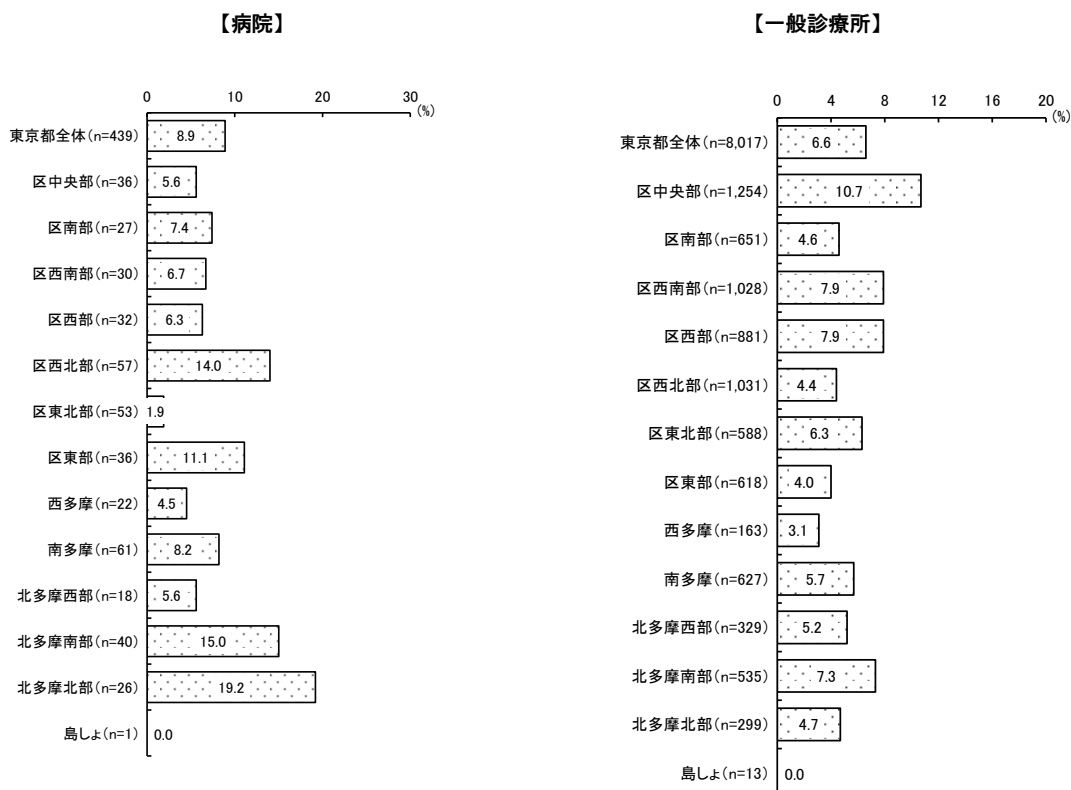 【病院】
0 10 20 30
(%)
東京都全体(n=439) 8.9
区中央部(n=36) 5.6
区南部(n=27) 7.4
区西南部(n=30) 6.7
区西部(n=32) 6.3
区西北部(n=57) 14.0
区東北部(n=53) 1.9
区東部(n=36) 11.1
西多摩(n=22) 4.5
南多摩(n=61) 8.2
北多摩西部(n=18) 5.6
北多摩南部(n=40) 15.0
北多摩北部(n=26) 19.2
島しょ(n=1) 0.0
【一般診療所】
0 4 8 12 16 20
(%)
東京都全体(n=8,017) 6.6
区中央部(n=1,254) 10.7
区南部(n=651) 4.6
区西南部(n=1,028) 7.9
区西部(n=881) 7.9
区西北部(n=1,031) 4.4
区東北部(n=588) 6.3
区東部(n=618) 4.0
西多摩(n=163) 3.1
南多摩(n=627) 5.7
北多摩西部(n=329) 5.2
北多摩南部(n=535) 7.3
北多摩北部(n=299) 4.7
島しょ(n=13) 0.0